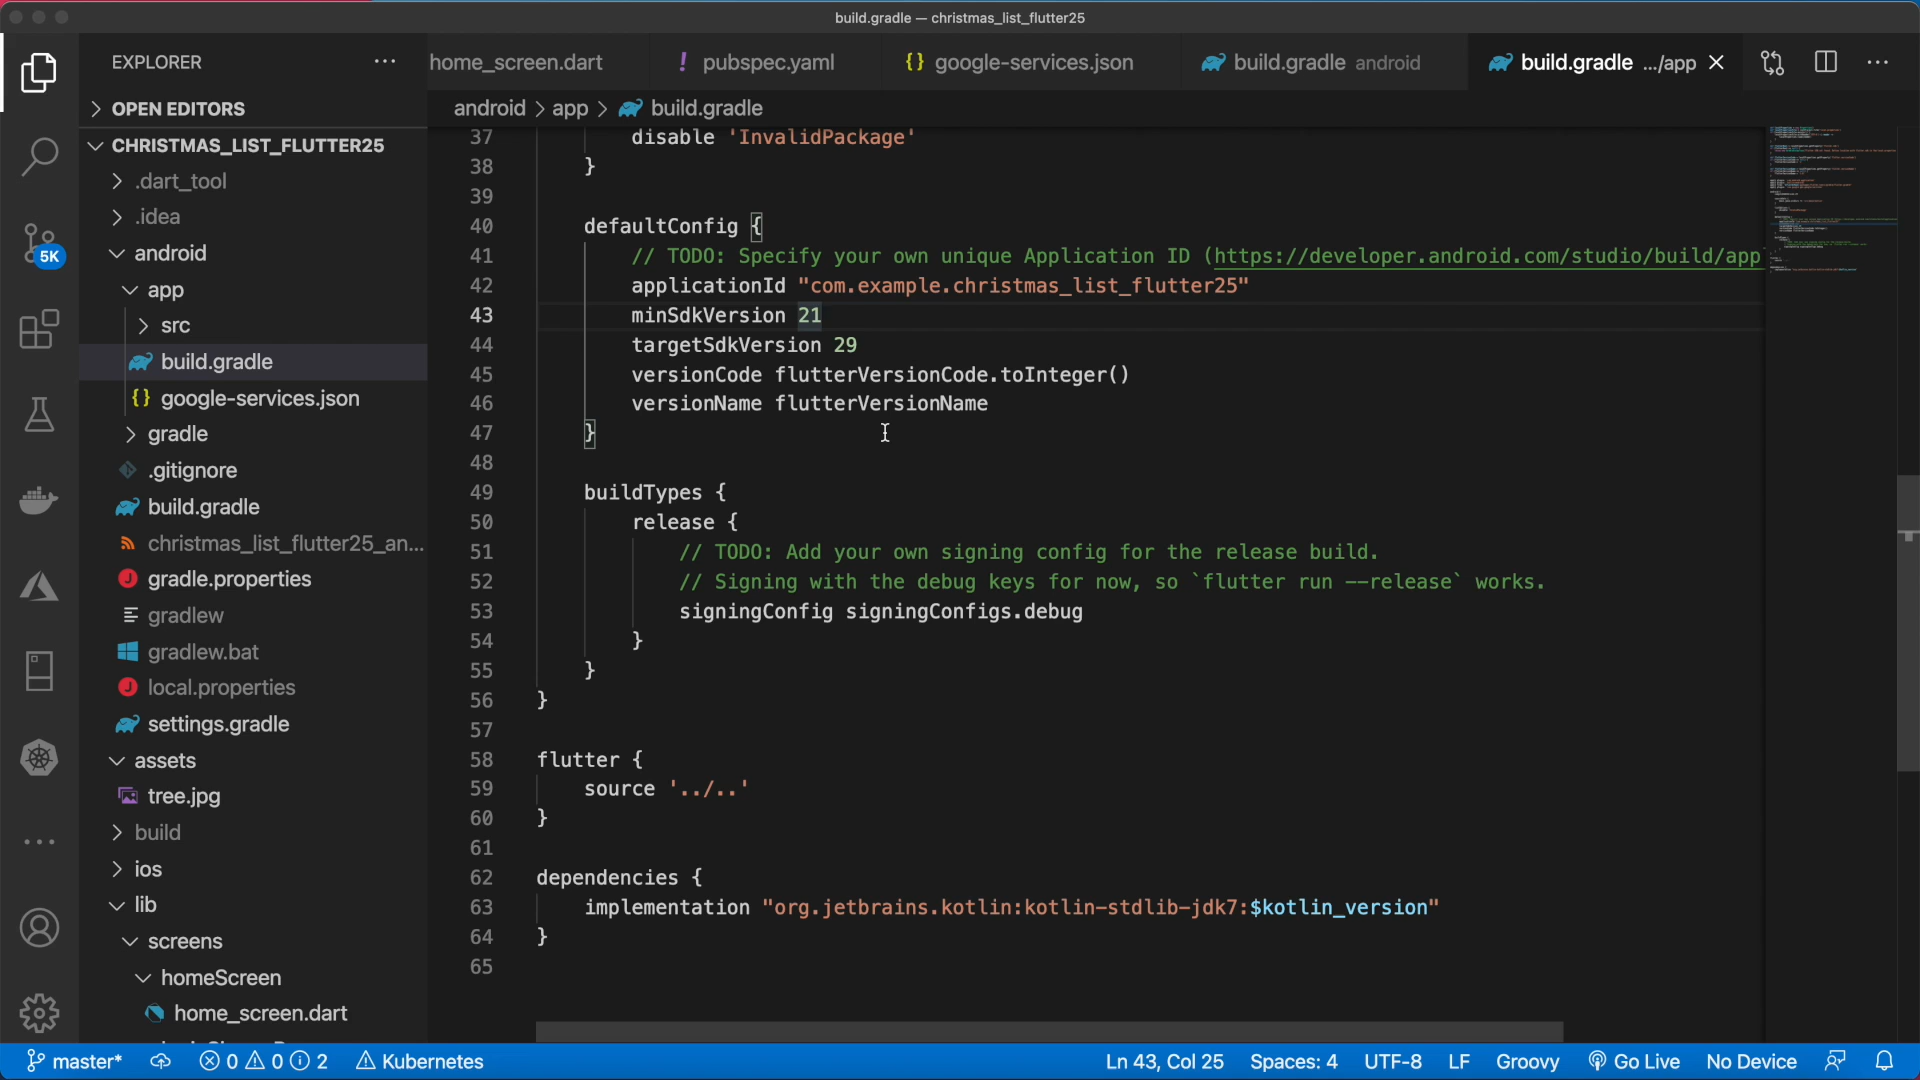 build.gradle — christmas_list_flutter25
EXPLORER
home_screen.dart
! pubspec.yaml
{} google-services.json
build.gradle android
build.gradle .../app
OPEN EDITORS
android > app > build.gradle
CHRISTMAS_LIST_FLUTTER25
.dart_tool
.idea
android
app
src
build.gradle
{} google-services.json
gradle
.gitignore
build.gradle
christmas_list_flutter25_an...
gradle.properties
gradlew
gradlew.bat
local.properties
settings.gradle
assets
tree.jpg
build
ios
lib
screens
homeScreen
home_screen.dart
5K
37 disable 'InvalidPackage'
38 }
39
40 defaultConfig {
41 // TODO: Specify your own unique Application ID (https://developer.android.com/studio/build/app
42 applicationId "com.example.christmas_list_flutter25"
43 minSdkVersion 21
44 targetSdkVersion 29
45 versionCode flutterVersionCode.toInteger()
46 versionName flutterVersionName
47 }
48
49 buildTypes {
50 release {
51 // TODO: Add your own signing config for the release build.
52 // Signing with the debug keys for now, so `flutter run --release` works.
53 signingConfig signingConfigs.debug
54 }
55 }
56 }
57
58 flutter {
59 source '../..'
60 }
61
62 dependencies {
63 implementation "org.jetbrains.kotlin:kotlin-stdlib-jdk7:$kotlin_version"
64 }
65
master* 0 0 2 Kubernetes Ln 43, Col 25 Spaces: 4 UTF-8 LF Groovy Go Live No Device